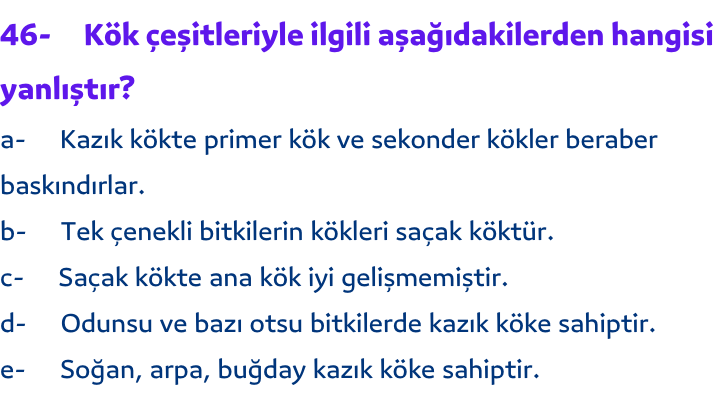 46- Kök çeşitleriyle ilgili aşağıdakilerden hangisi
yanlıştır?
a- Kazık kökte primer kök ve sekonder kökler beraber
baskındırlar.
b- Tek çenekli bitkilerin kökleri saçak köktür.
c- Saçak kökte ana kök iyi gelişmemiştir.
d- Odunsu ve bazı otsu bitkilerde kazık köke sahiptir.
e- Soğan, arpa, buğday kazık köke sahiptir.